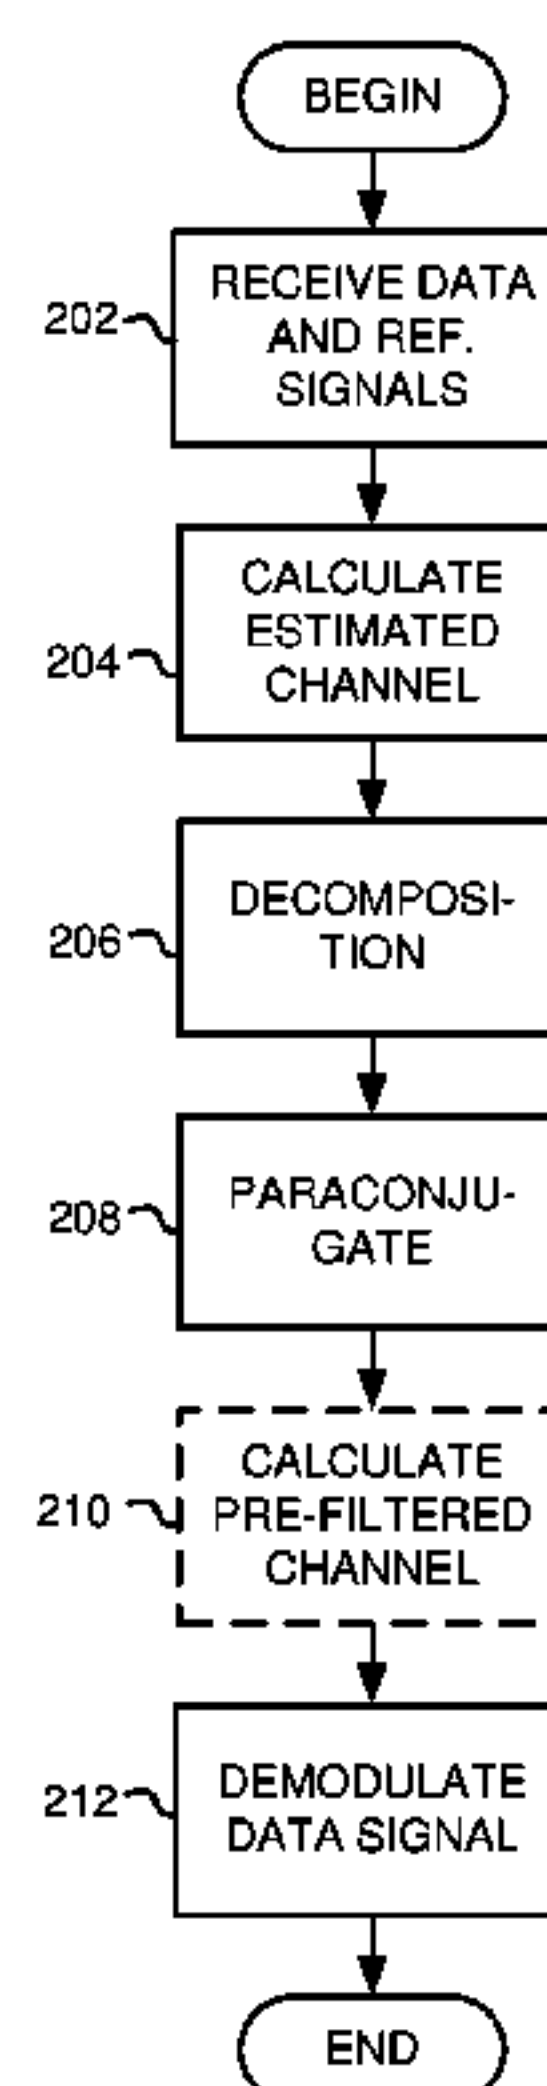 BEGIN
202
RECEIVE DATA
AND REF.
SIGNALS
204
CALCULATE
ESTIMATED
CHANNEL
206
DECOMPOSI-
TION
208
PARACONJU-
GATE
210
CALCULATE
PRE-FILTERED
CHANNEL
212
DEMODULATE
DATA SIGNAL
END